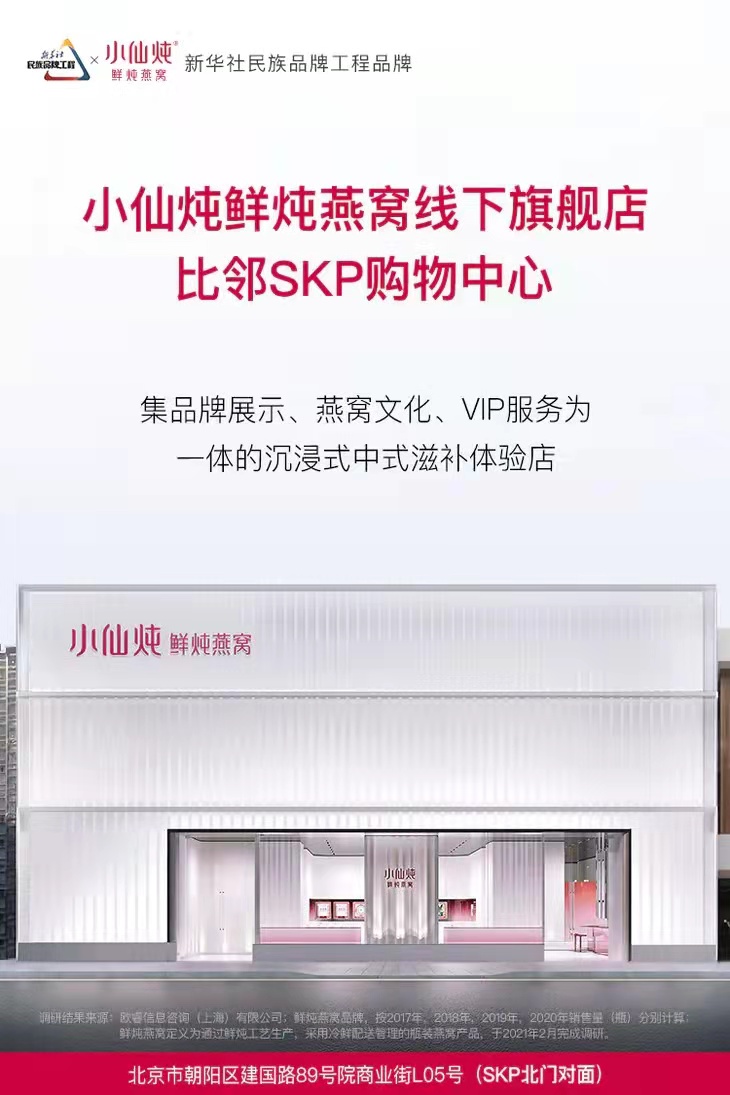 新华社
民族品牌工程
×
小仙炖®
鲜炖燕窝
新华社民族品牌工程品牌
小仙炖鲜炖燕窝线下旗舰店
比邻SKP购物中心
集品牌展示、燕窝文化、VIP服务为
一体的沉浸式中式滋补体验店
小仙炖 鲜炖燕窝
小仙炖
鲜炖燕窝
调研结果来源：欧睿信息咨询（上海）有限公司；鲜炖燕窝品牌，按2017年、2018年、2019年、2020年销售量（瓶）分别计算；
鲜炖燕窝定义为通过鲜炖工艺生产，采用冷鲜配送管理的瓶装燕窝产品，于2021年2月完成调研。
北京市朝阳区建国路89号院商业街L05号（SKP北门对面）